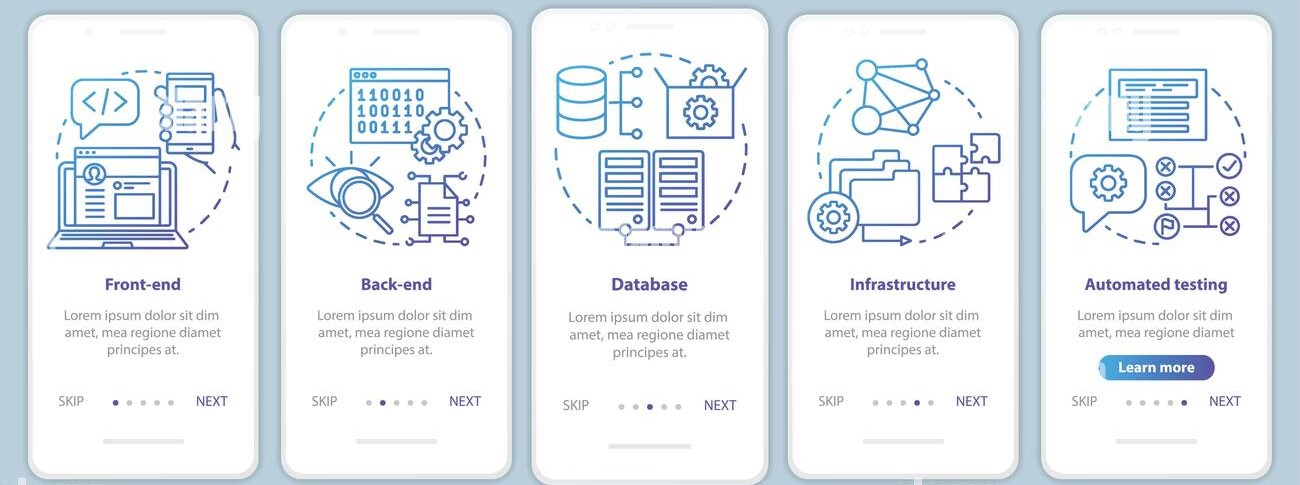 </>
Front-end
Lorem ipsum dolor sit dim
amet, mea regione diamet
principes at.
SKIP
NEXT
110010
100110
00111
Back-end
Lorem ipsum dolor sit dim
amet, mea regione diamet
principes at.
SKIP
NEXT
Database
Lorem ipsum dolor sit dim
amet, mea regione diamet
principes at.
SKIP
NEXT
Infrastructure
Lorem ipsum dolor sit dim
amet, mea regione diamet
principes at.
SKIP
NEXT
Automated testing
Lorem ipsum dolor sit dim
amet, mea regione diamet
Learn more
SKIP
NEXT